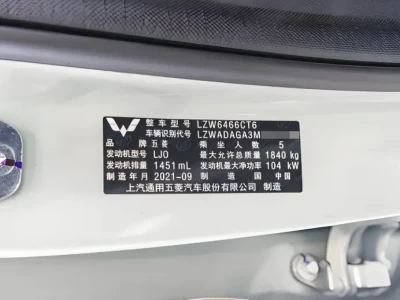 整车型号 LZW6466CT6
车辆识别代号 LZWADAGA3M
品牌 五菱 乘坐人数 5
发动机型号 LJO 最大允许总质量 1840 kg
发动机排量 1451mL 发动机最大净功率 104 kW
制造年月 2021-09 制造国 中国
上汽通用五菱汽车股份有限公司 制造